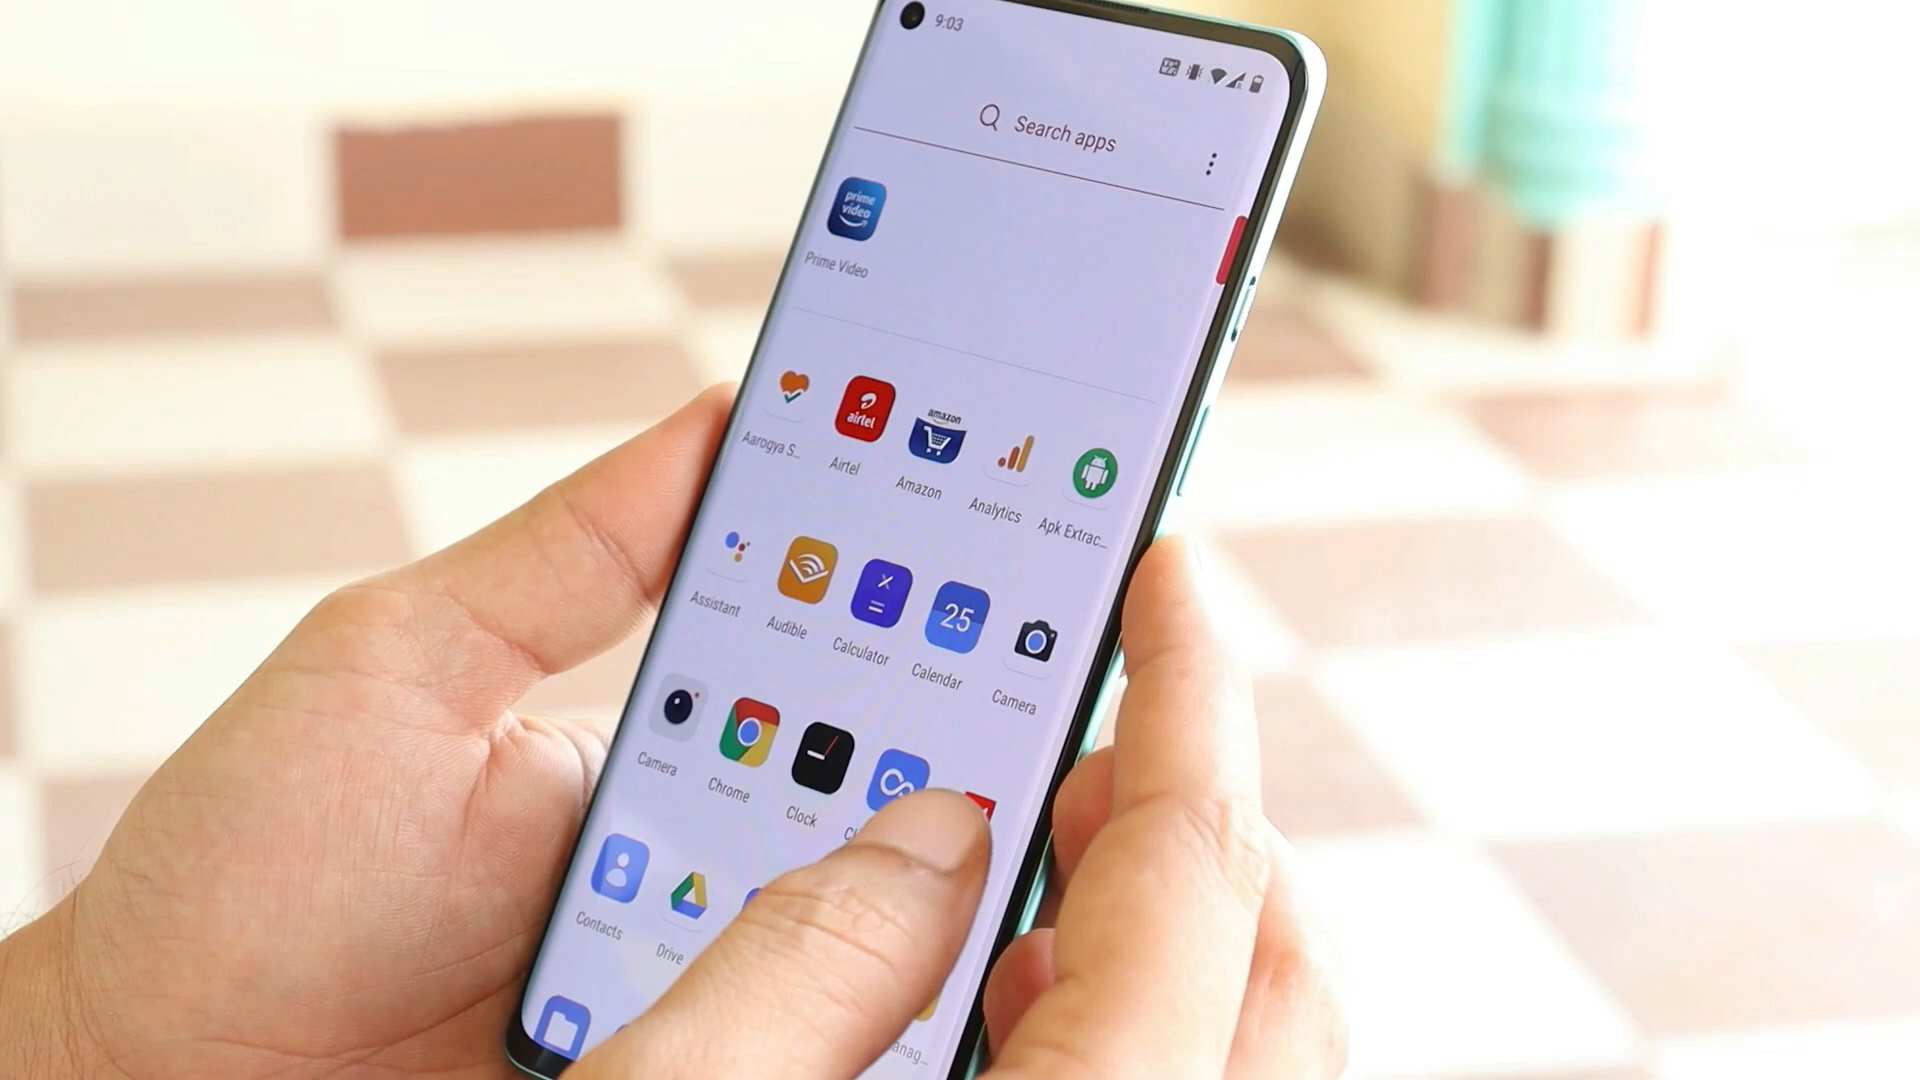 9:03
Search apps
prime
video
Prime Video
airtel
amazon
Aarogya S...
Airtel
Amazon
Analytics
Apk Extrac...
25
Assistant
Audible
Calculator
Calendar
Camera
Camera
Chrome
Clock
Contacts
Drive